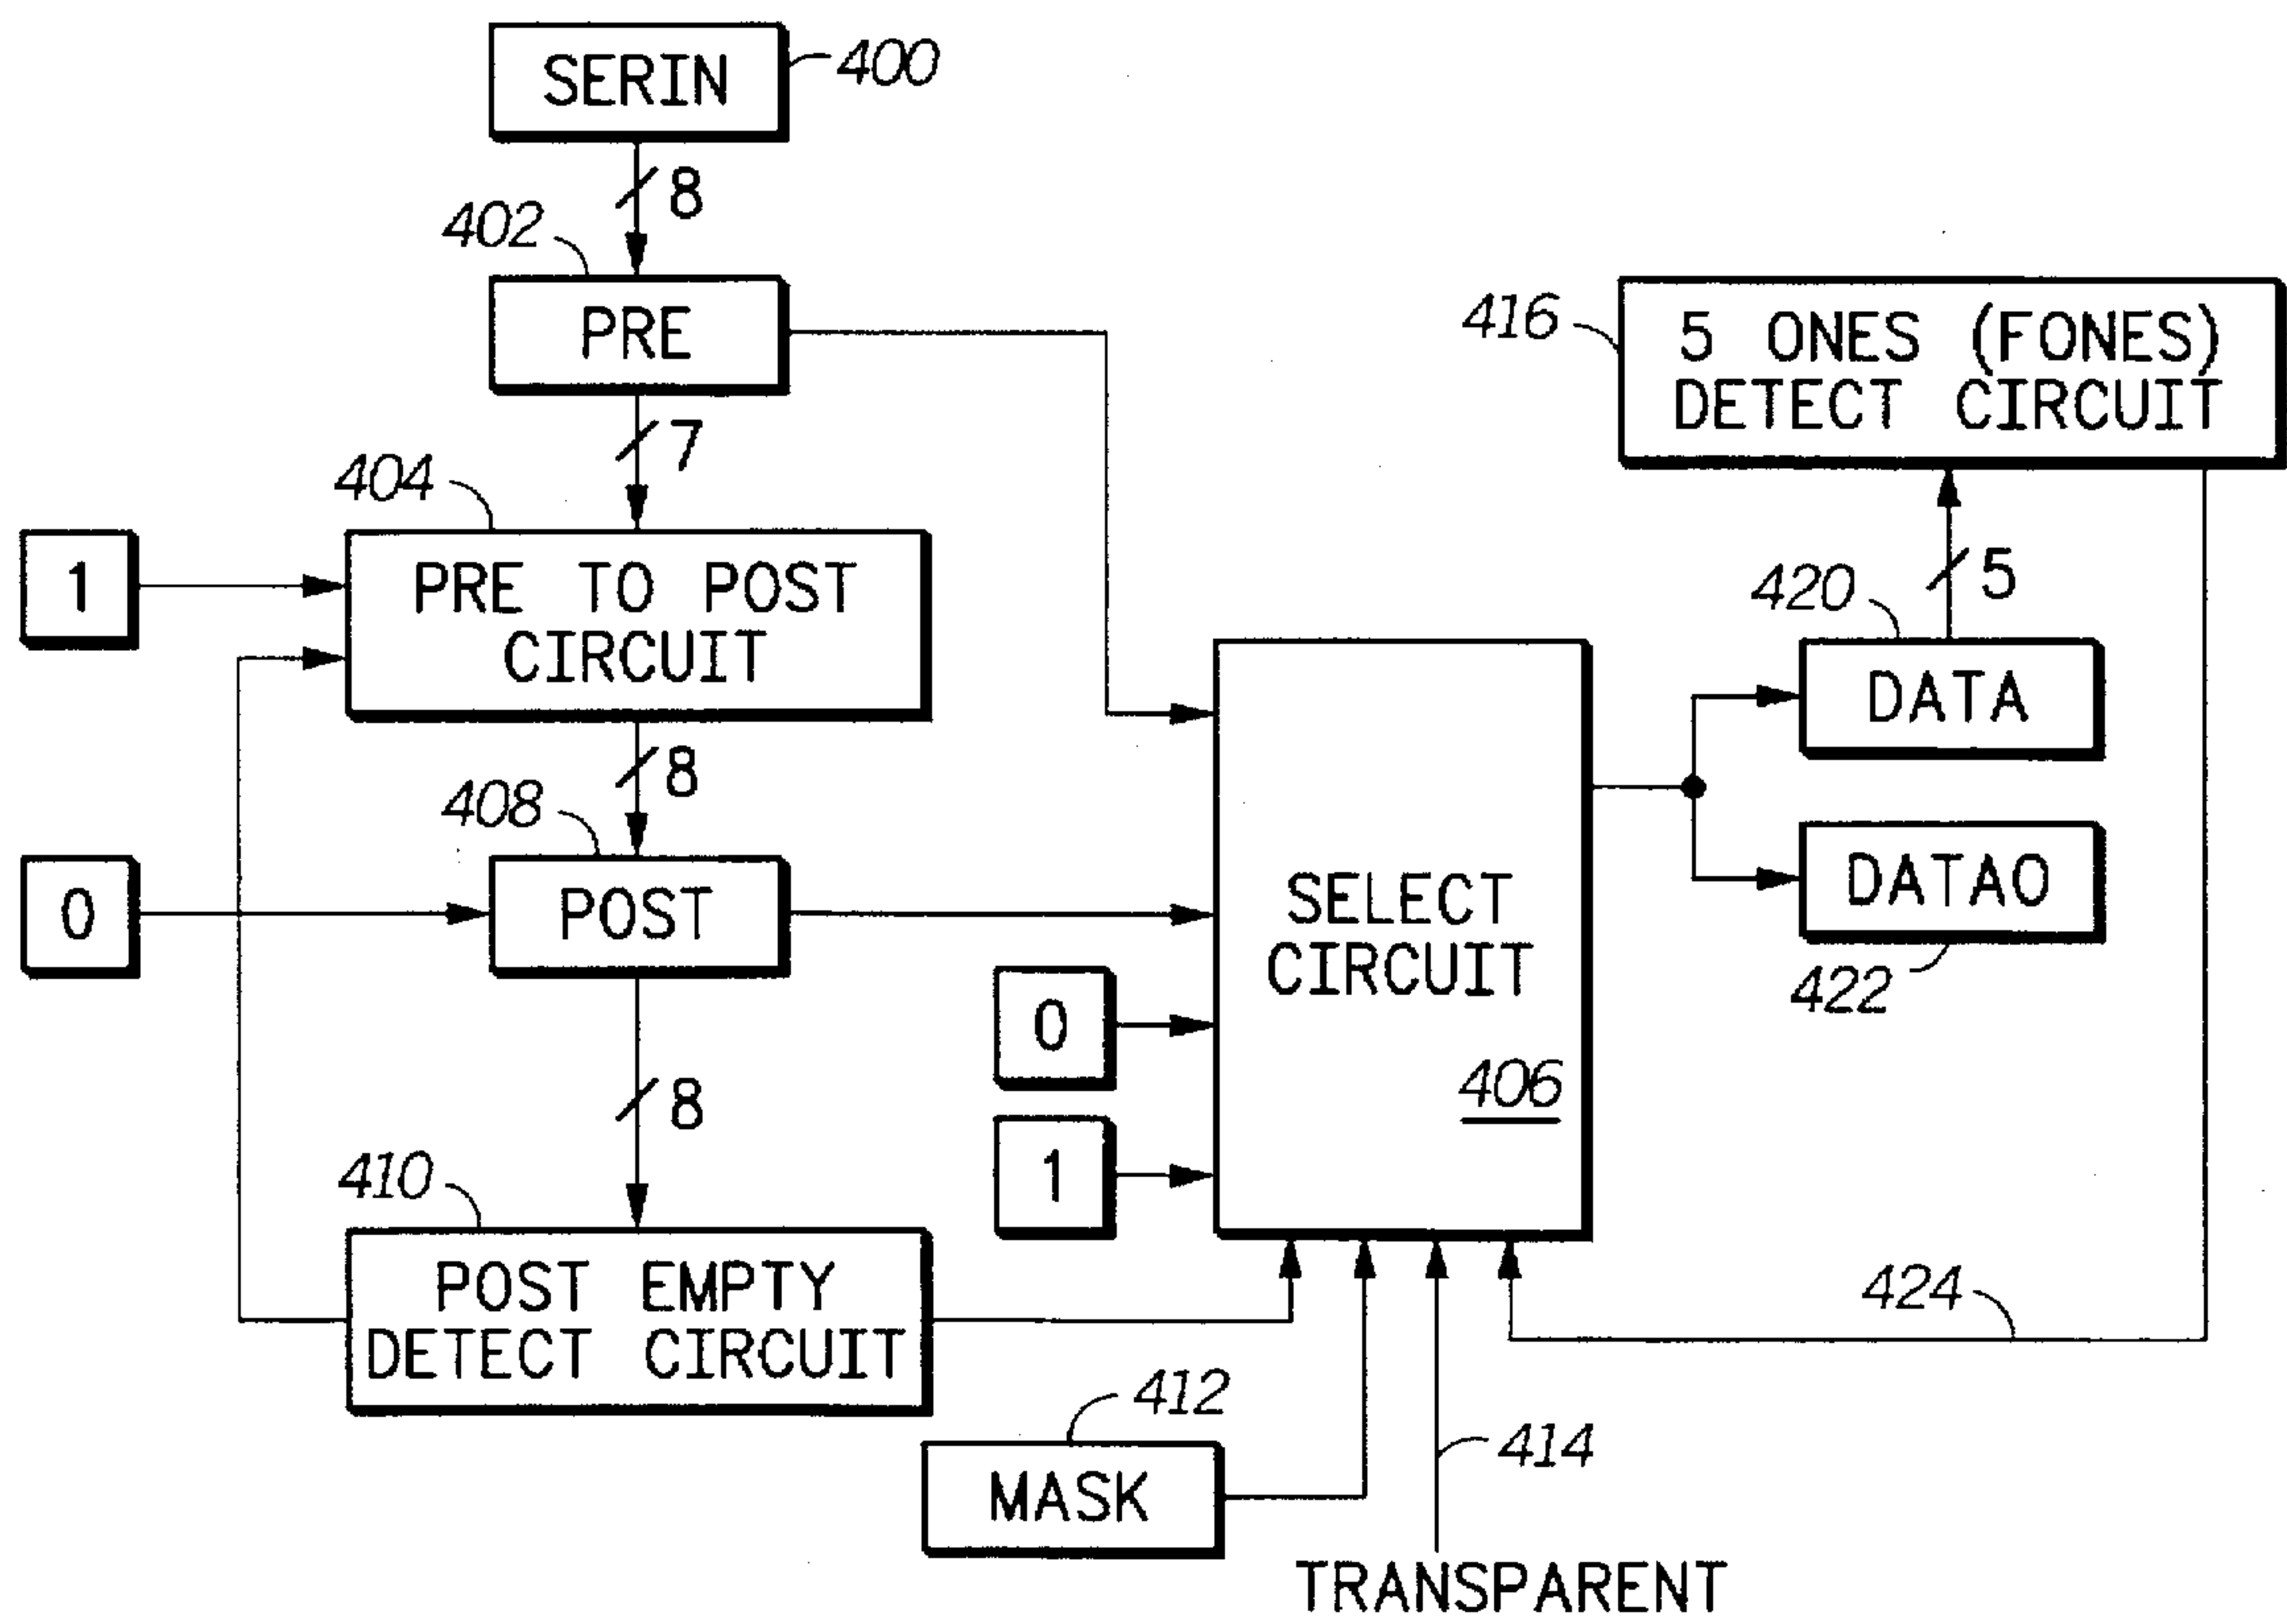 SERIN
400
8
402
PRE
416
5 ONES (FONES)
DETECT CIRCUIT
7
404
1
PRE TO POST
CIRCUIT
5
420
DATA
8
408
0
POST
SELECT
CIRCUIT
DATAO
422
0
406
8
1
410
POST EMPTY
DETECT CIRCUIT
424
412
MASK
414
TRANSPARENT